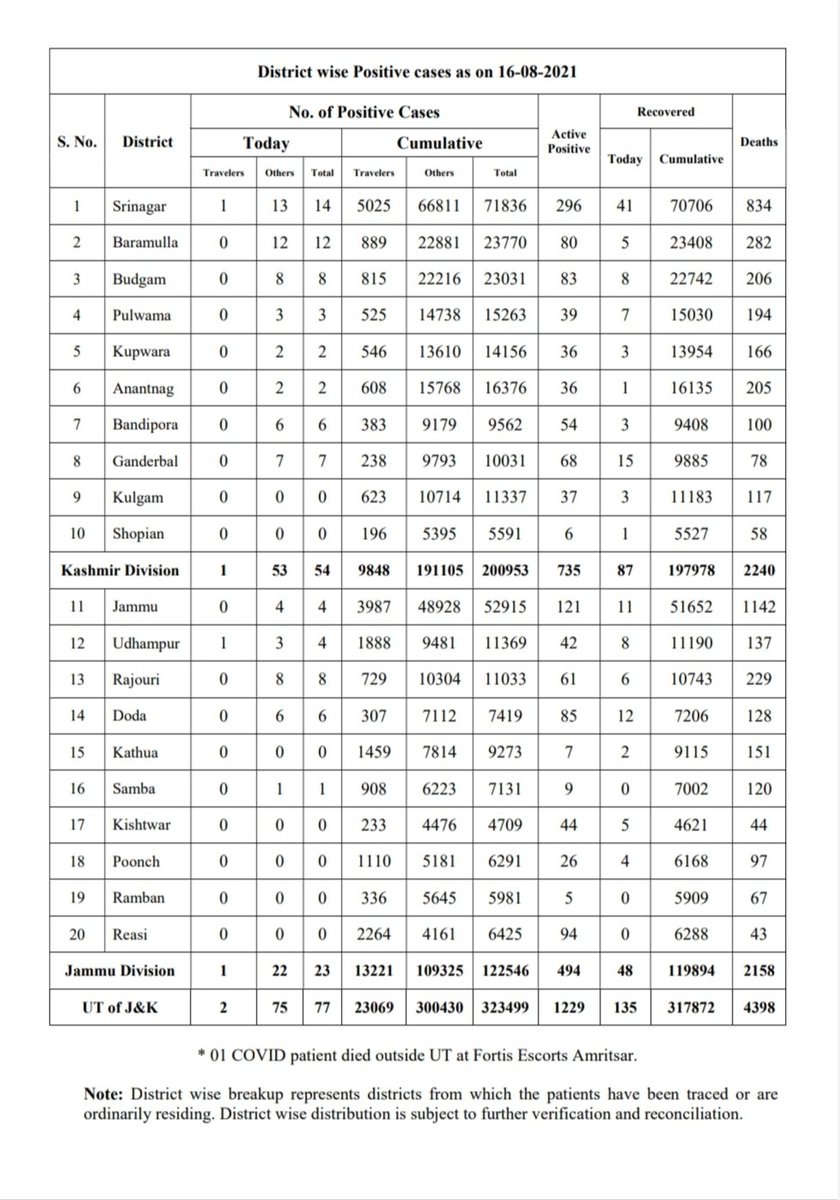 District wise Positive cases as on 16-08-2021
S. No. District No. of Positive Cases Active Positive Recovered Deaths
Today Cumulative Today Cumulative
Travelers Others Total Travelers Others Total
1 Srinagar 1 13 14 5025 66811 71836 296 41 70706 834
2 Baramulla 0 12 12 889 22881 23770 80 5 23408 282
3 Budgam 0 8 8 815 22216 23031 83 8 22742 206
4 Pulwama 0 3 3 525 14738 15263 39 7 15030 194
5 Kupwara 0 2 2 546 13610 14156 36 3 13954 166
6 Anantnag 0 2 2 608 15768 16376 36 1 16135 205
7 Bandipora 0 6 6 383 9179 9562 54 3 9408 100
8 Ganderbal 0 7 7 238 9793 10031 68 15 9885 78
9 Kulgam 0 0 0 623 10714 11337 37 3 11183 117
10 Shopian 0 0 0 196 5395 5591 6 1 5527 58
Kashmir Division 1 53 54 9848 191105 200953 735 87 197978 2240
11 Jammu 0 4 4 3987 48928 52915 121 11 51652 1142
12 Udhampur 1 3 4 1888 9481 11369 42 8 11190 137
13 Rajouri 0 8 8 729 10304 11033 61 6 10743 229
14 Doda 0 6 6 307 7112 7419 85 12 7206 128
15 Kathua 0 0 0 1459 7814 9273 7 2 9115 151
16 Samba 0 1 1 908 6223 7131 9 0 7002 120
17 Kishtwar 0 0 0 233 4476 4709 44 5 4621 44
18 Poonch 0 0 0 1110 5181 6291 26 4 6168 97
19 Ramban 0 0 0 336 5645 5981 5 0 5909 67
20 Reasi 0 0 0 2264 4161 6425 94 0 6288 43
Jammu Division 1 22 23 13221 109325 122546 494 48 119894 2158
UT of J&K 2 75 77 23069 300430 323499 1229 135 317872 4398
* 01 COVID patient died outside UT at Fortis Escorts Amritsar.
Note: District wise breakup represents districts from which the patients have been traced or are
ordinarily residing. District wise distribution is subject to further verification and reconciliation.